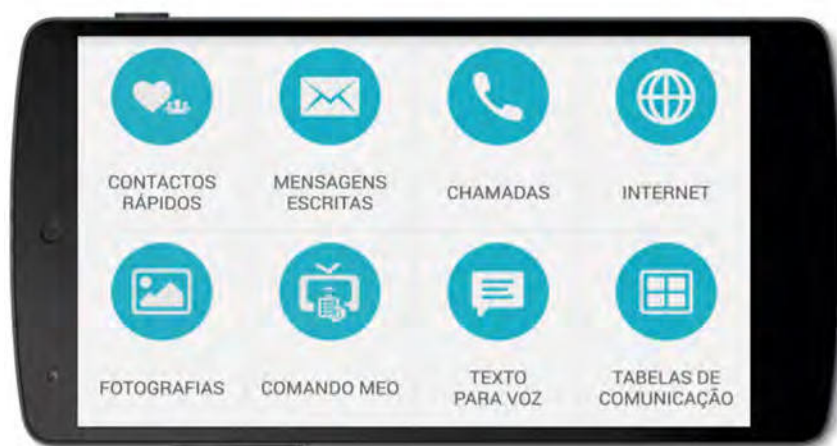 CONTACTOS
RÁPIDOS
MENSAGENS
ESCRITAS
CHAMADAS
INTERNET
FOTOGRAFIAS
COMANDO MEO
TEXTO
PARA VOZ
TABELAS DE
COMUNICAÇÃO